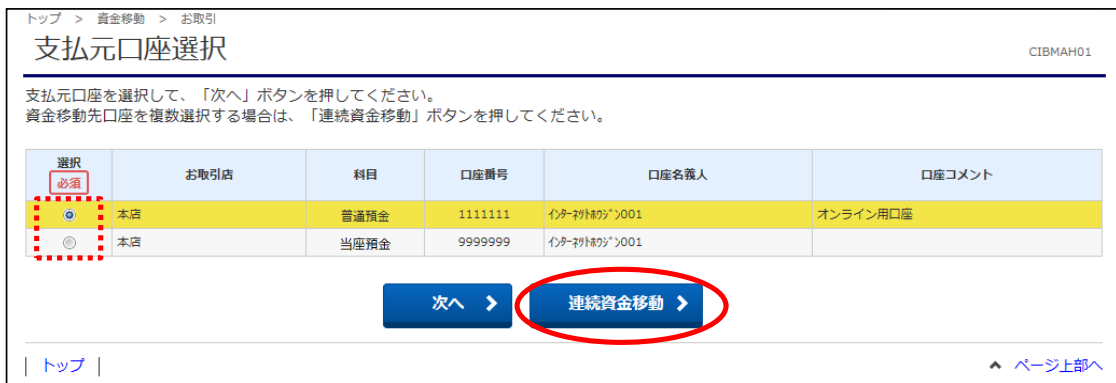 トップ > 資金移動 > お取引
支払元口座選択
CIBMAH01
支払元口座を選択して、「次へ」ボタンを押してください。
資金移動先口座を複数選択する場合は、「連続資金移動」ボタンを押してください。
選択 必須 お取引店 科目 口座番号 口座名義人 口座コメント
本店 普通預金 1111111 ｲﾝﾀｰﾈｯﾄﾎｳｼﾞﾝ001 オンライン用口座
本店 当座預金 9999999 ｲﾝﾀｰﾈｯﾄﾎｳｼﾞﾝ001
次へ 連続資金移動
| トップ | ページ上部へ